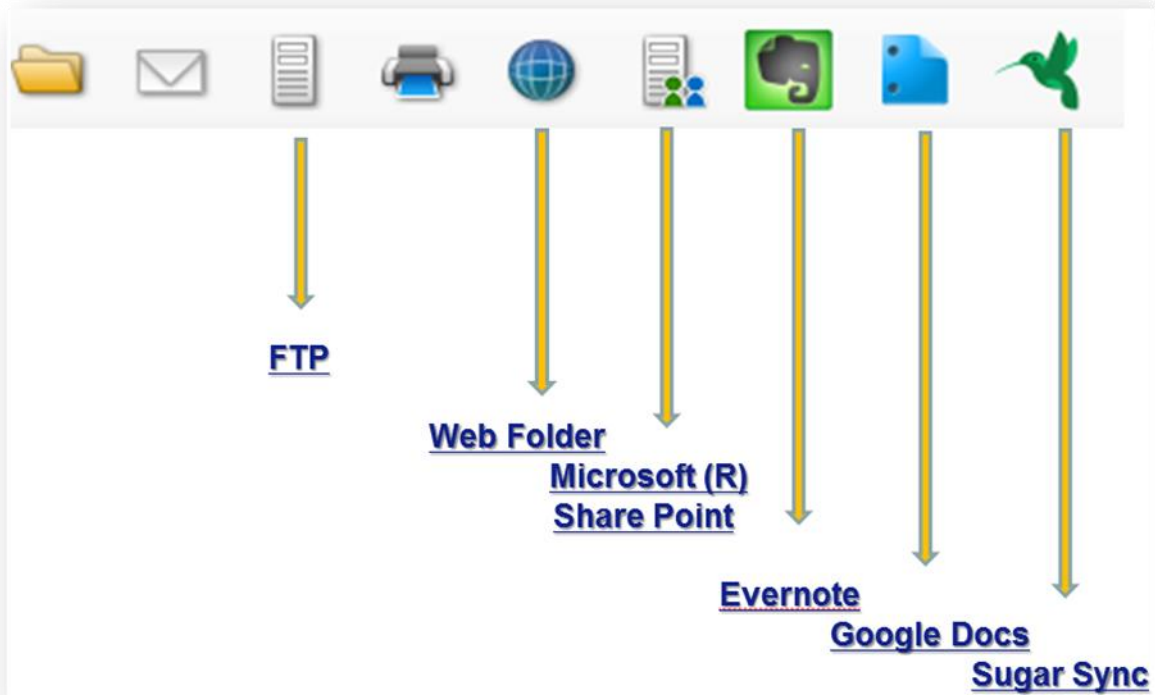 FTP
Web Folder
Microsoft (R)
Share Point
Evernote
Google Docs
Sugar Sync